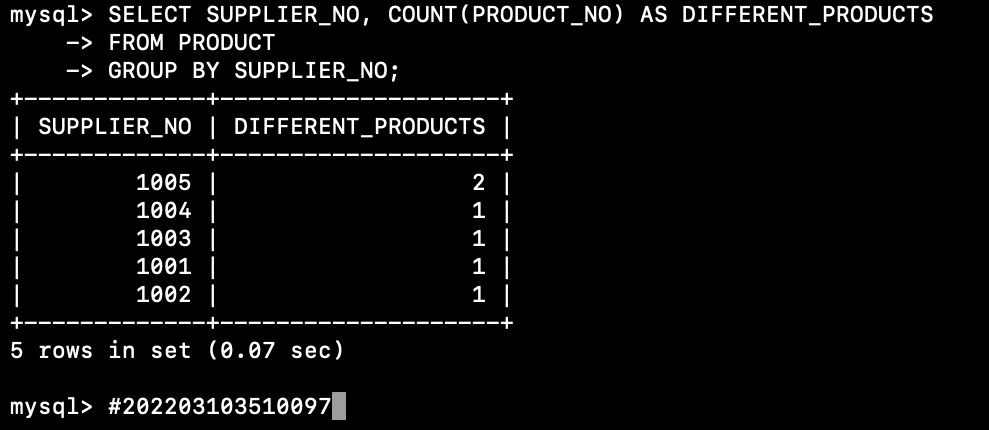 mysql> SELECT SUPPLIER_NO, COUNT(PRODUCT_NO) AS DIFFERENT_PRODUCTS
    -> FROM PRODUCT
    -> GROUP BY SUPPLIER_NO;
+-------------+--------------------+
| SUPPLIER_NO | DIFFERENT_PRODUCTS |
+-------------+--------------------+
|        1005 |                  2 |
|        1004 |                  1 |
|        1003 |                  1 |
|        1001 |                  1 |
|        1002 |                  1 |
+-------------+--------------------+
5 rows in set (0.07 sec)

mysql> #202203103510097